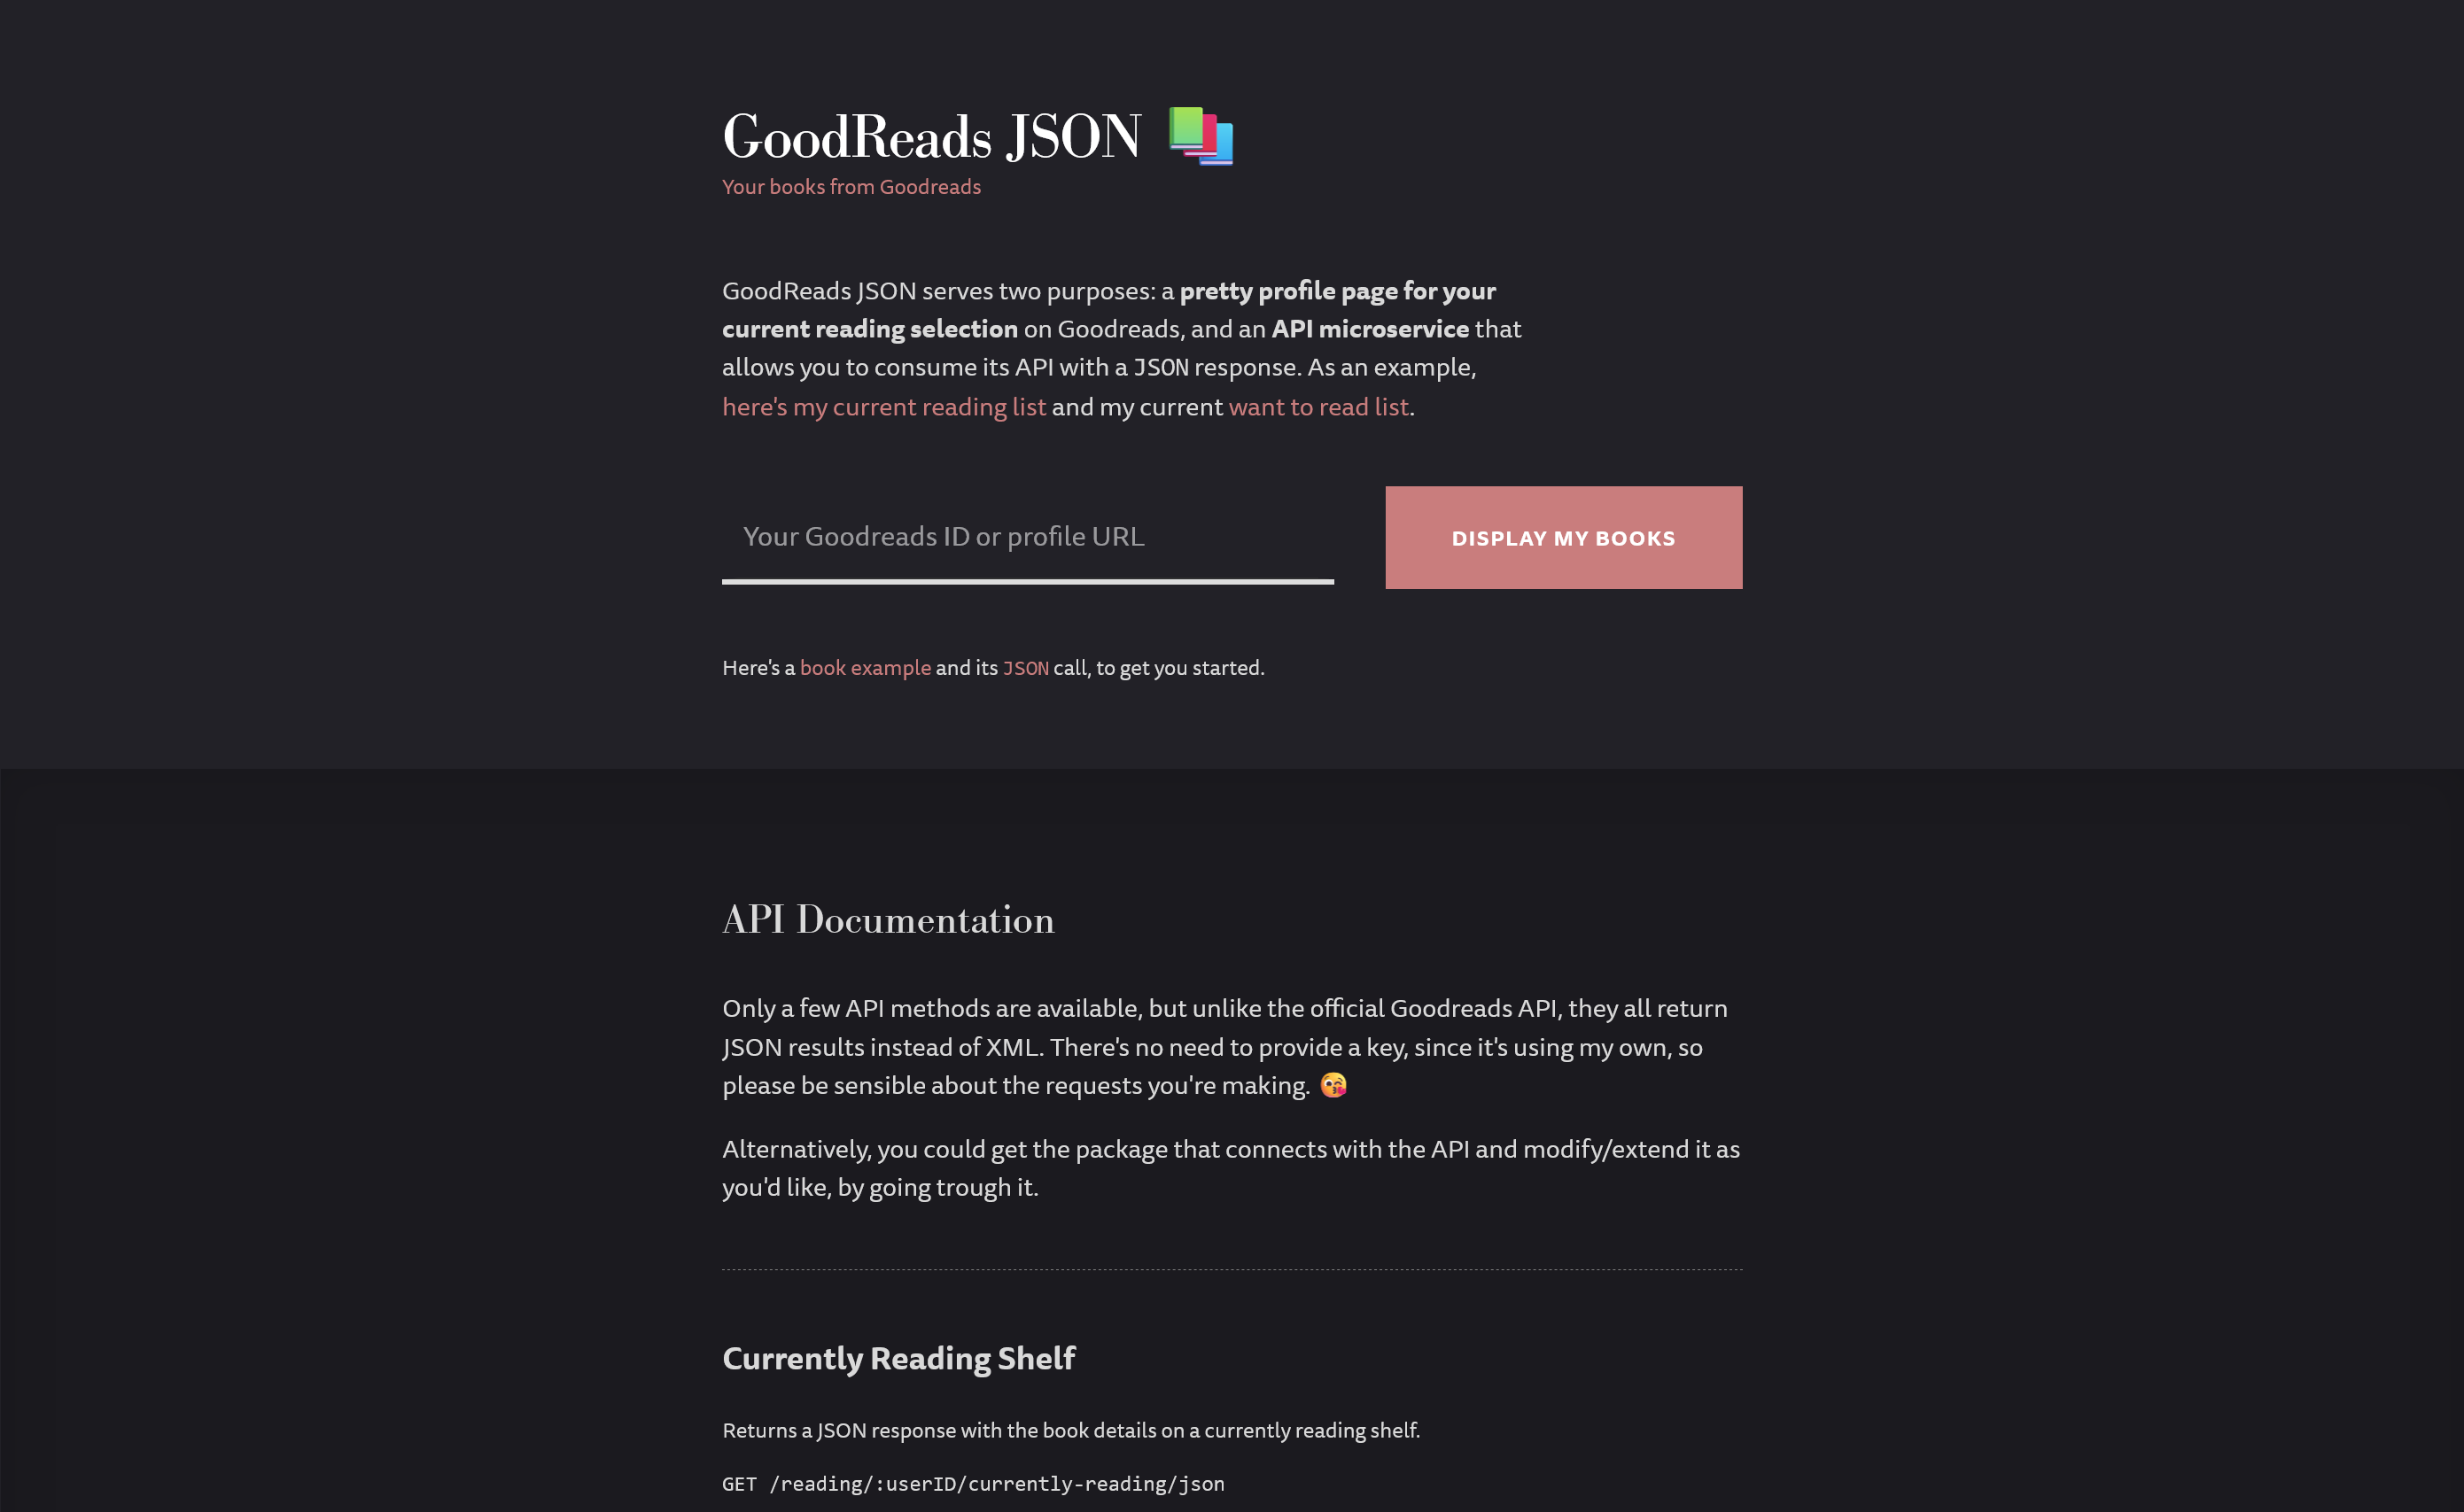 GoodReads JSON
Your books from Goodreads
GoodReads JSON serves two purposes: a pretty profile page for your
current reading selection on Goodreads, and an API microservice that
allows you to consume its API with a JSON response. As an example,
here's my current reading list and my current want to read list.
Your Goodreads ID or profile URL
DISPLAY MY BOOKS
Here's a book example and its JSON call, to get you started.
API Documentation
Only a few API methods are available, but unlike the official Goodreads API, they all return
JSON results instead of XML. There's no need to provide a key, since it's using my own, so
please be sensible about the requests you're making. 😘
Alternatively, you could get the package that connects with the API and modify/extend it as
you'd like, by going trough it.
Currently Reading Shelf
Returns a JSON response with the book details on a currently reading shelf.
GET /reading/:userID/currently-reading/json